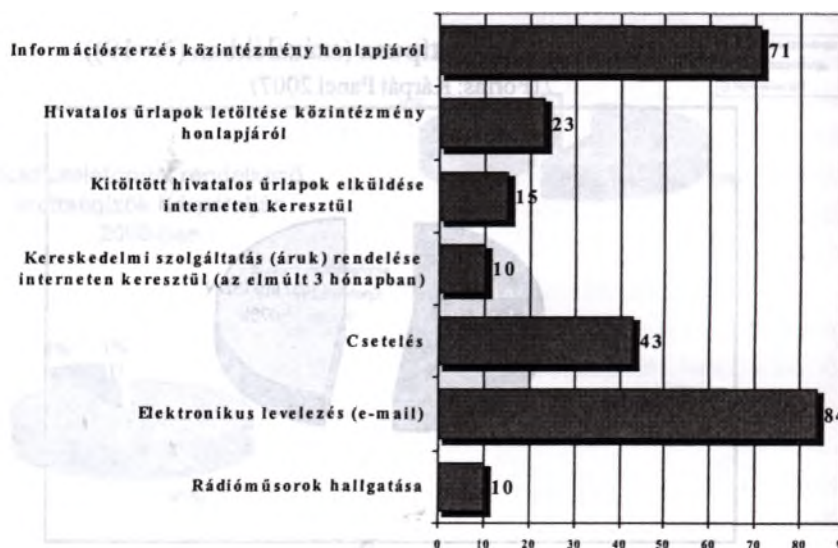 Információszerzés közintézmény honlapjáról
71
Hivatalos űrlapok letöltése közintézmény
honlapjáról
23
Kitöltött hivatalos űrlapok elküldése
interneten keresztül
15
Kereskedelmi szolgáltatás (áruk) rendelése
interneten keresztül (az elmúlt 3 hónapban)
10
Csetelés
43
Elektronikus levelezés (e-mail)
84
Rádióműsorok hallgatása
10
0 10 20 30 40 50 60 70 80